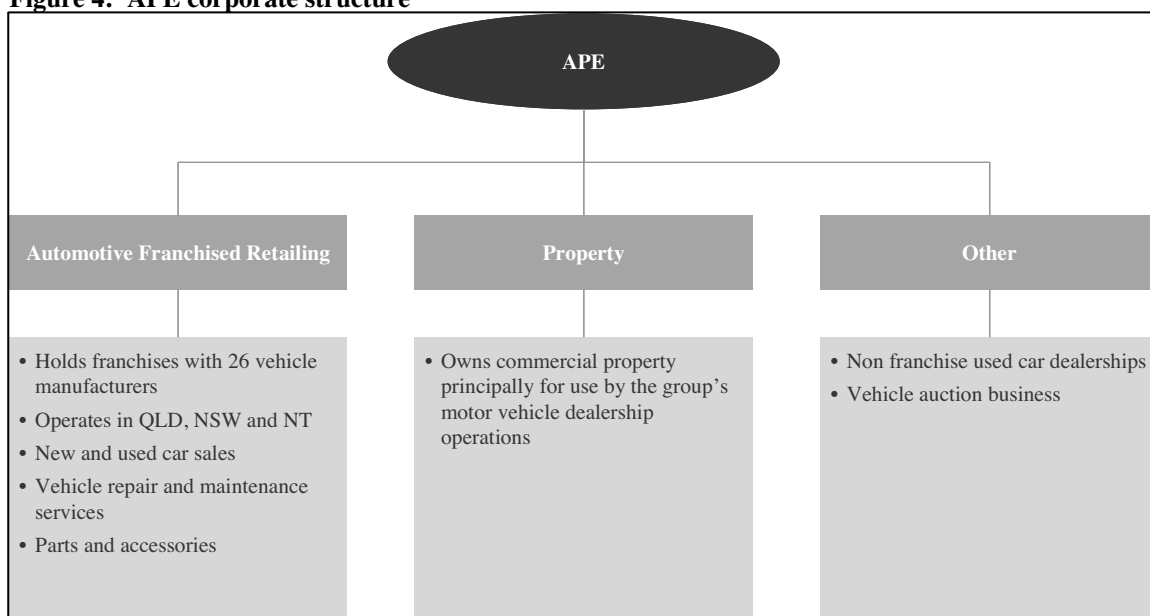 Figure 4: APE corporate structure
APE
Automotive Franchised Retailing
• Holds franchises with 26 vehicle
manufacturers
• Operates in QLD, NSW and NT
• New and used car sales
• Vehicle repair and maintenance
services
• Parts and accessories
Property
• Owns commercial property
principally for use by the group's
motor vehicle dealership
operations
Other
• Non franchise used car dealerships
• Vehicle auction business